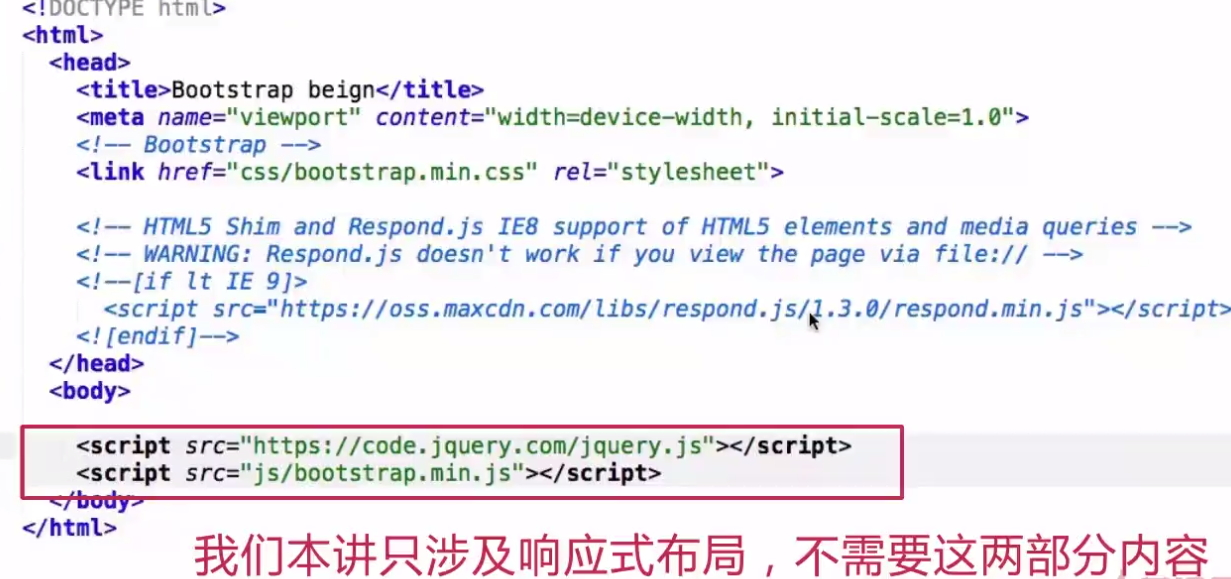 <!DOCTYPE html>
<html>
<head>
<title>Bootstrap beign</title>
<meta name="viewport" content="width=device-width, initial-scale=1.0">
<!-- Bootstrap -->
<link href="css/bootstrap.min.css" rel="stylesheet">
<!-- HTML5 Shim and Respond.js IE8 support of HTML5 elements and media queries -->
<!-- WARNING: Respond.js doesn't work if you view the page via file:// -->
<!--[if lt IE 9]>
<script src="https://oss.maxcdn.com/libs/respond.js/1.3.0/respond.min.js"></script>
<![endif]-->
</head>
<body>
<script src="https://code.jquery.com/jquery.js"></script>
<script src="js/bootstrap.min.js"></script>
</body>
</html>
我们本讲只涉及响应式布局，不需要这两部分内容